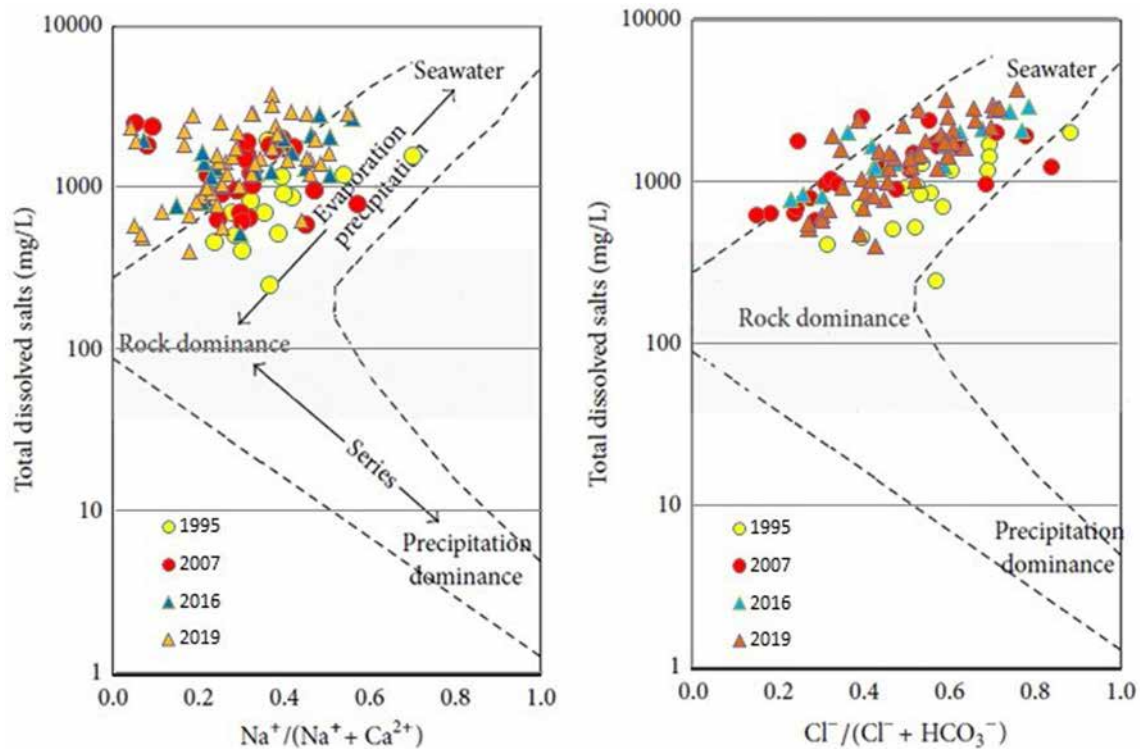 10000
1000
100
10
1
Total dissolved salts (mg/L)
Seawater
Evaporation
precipitation
Rock dominance
Series
Precipitation
dominance
1995
2007
2016
2019
0.0 0.2 0.4 0.6 0.8 1.0
Na⁺/(Na⁺ + Ca²⁺)
10000
1000
100
10
1
Total dissolved salts (mg/L)
Seawater
Rock dominance
Precipitation
dominance
1995
2007
2016
2019
0.0 0.2 0.4 0.6 0.8 1.0
Cl⁻/(Cl⁻ + HCO₃⁻)